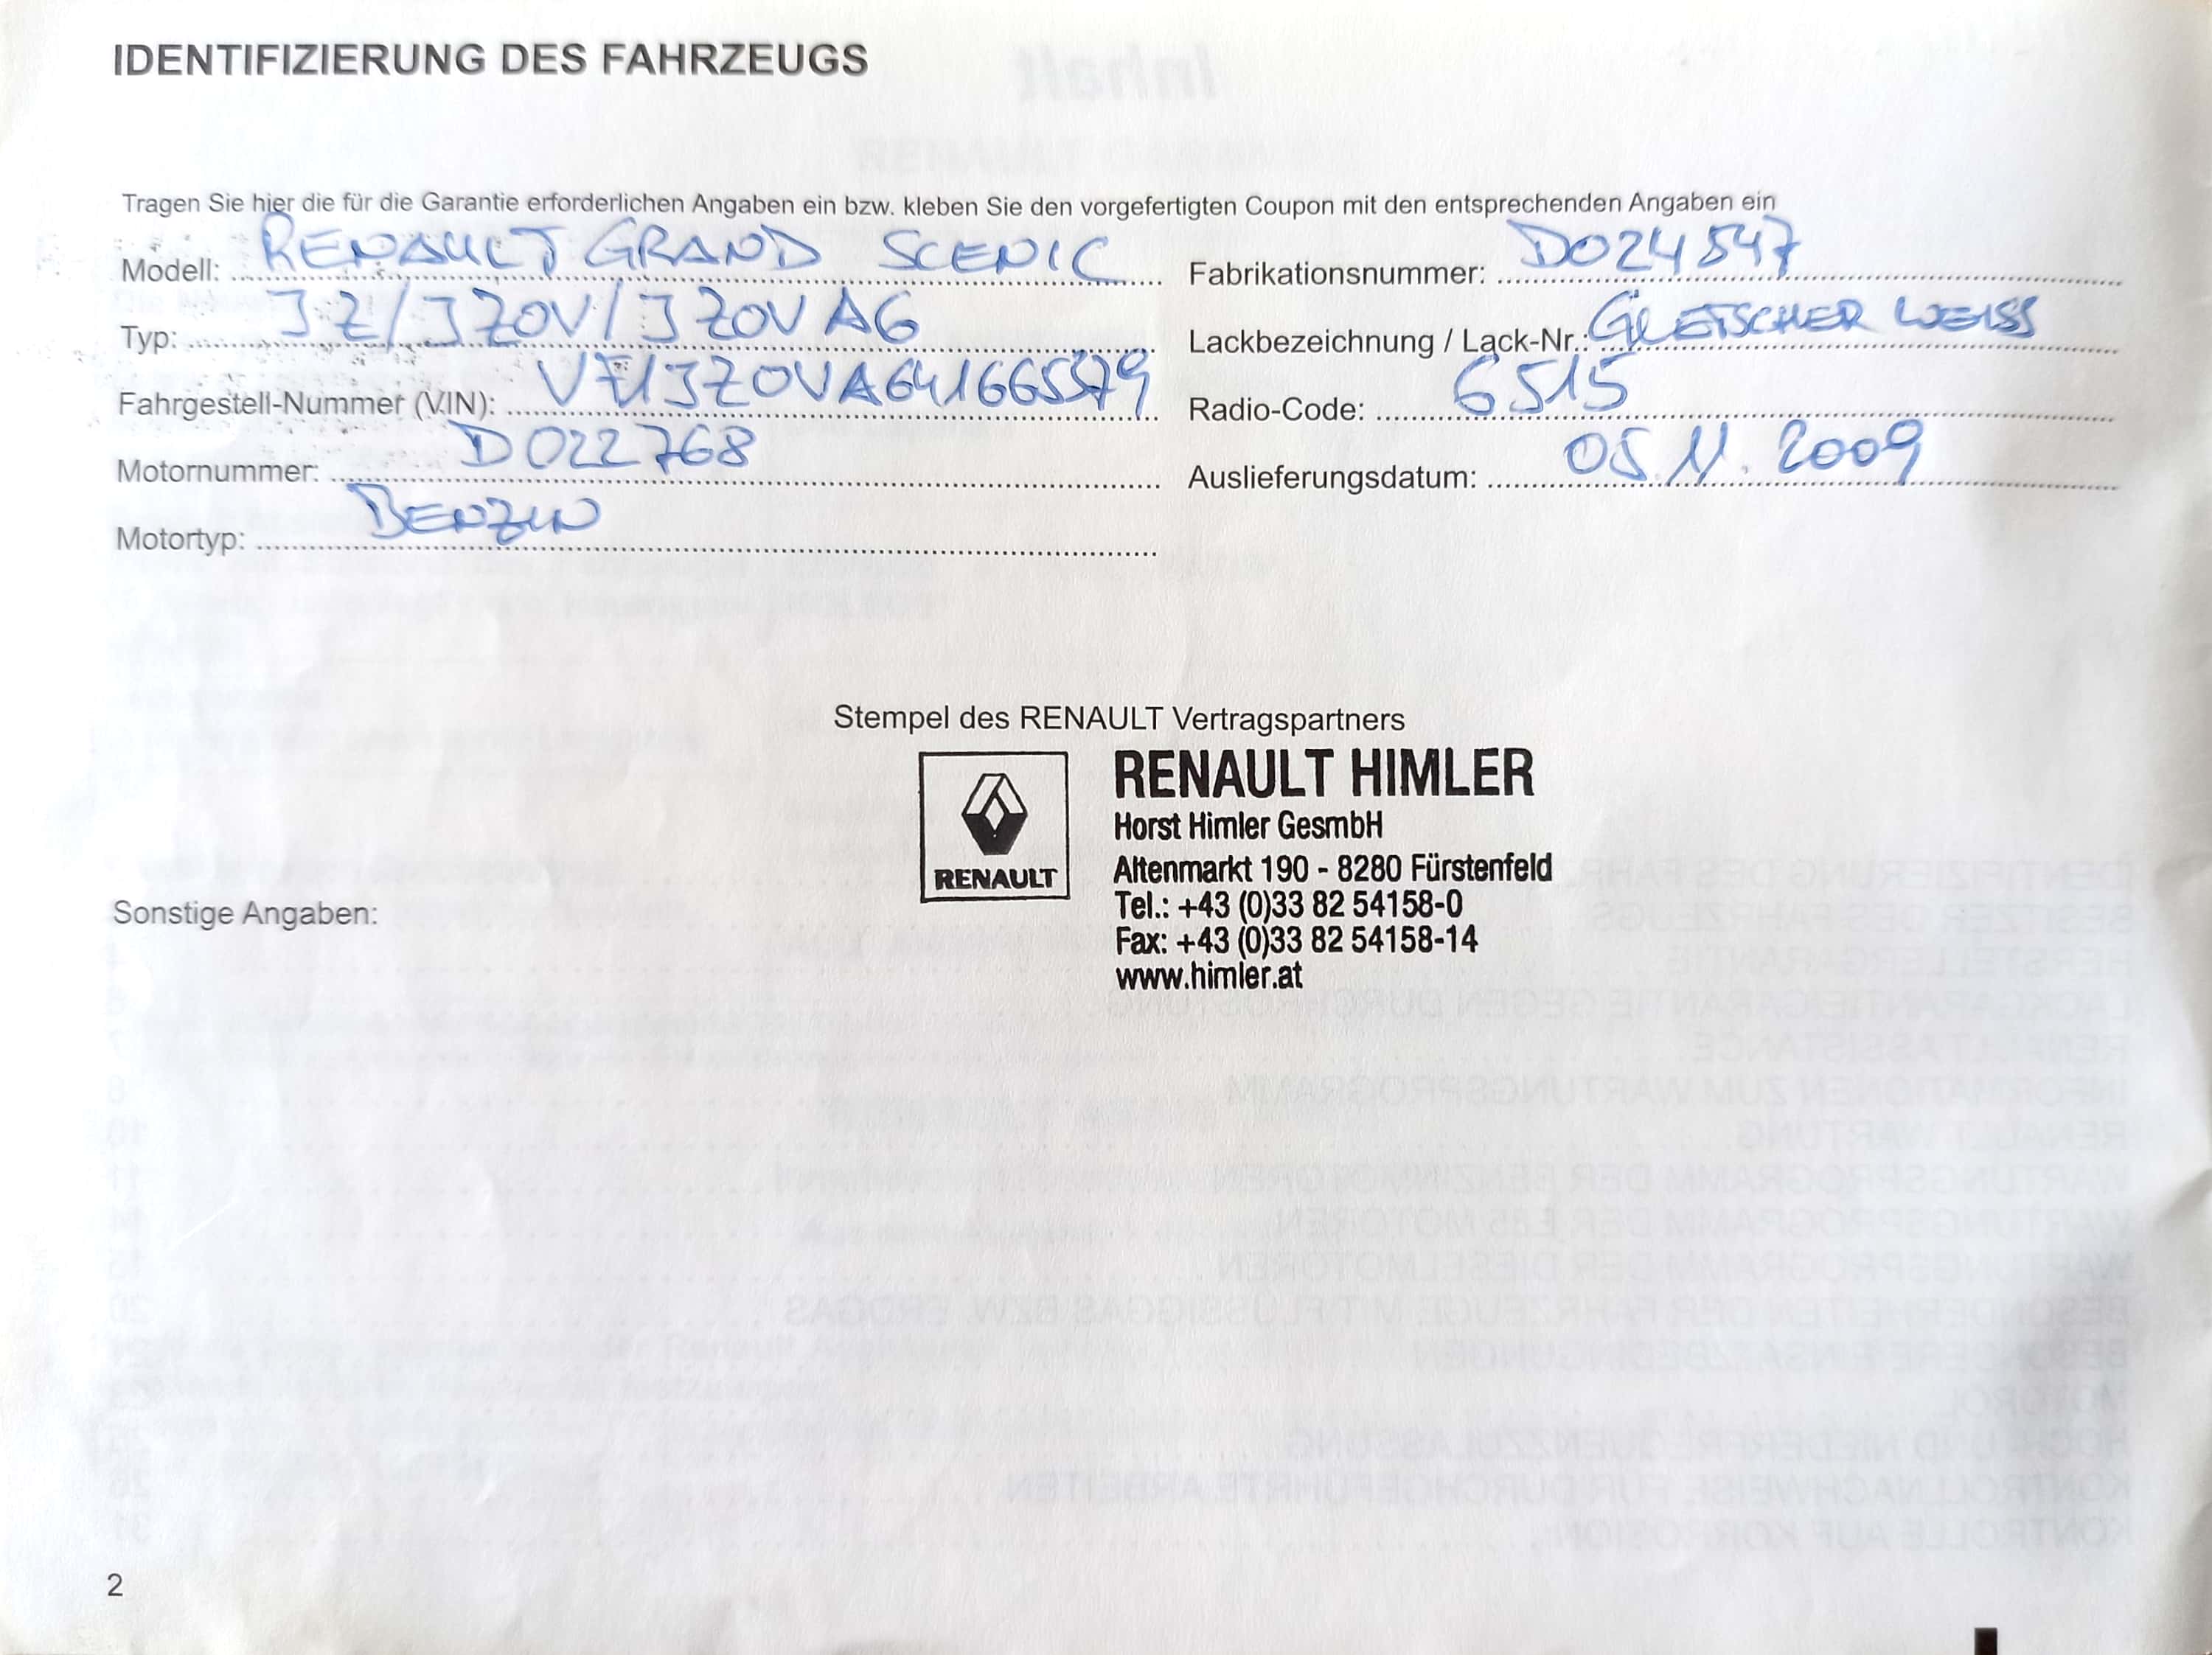 IDENTIFIZIERUNG DES FAHRZEUGS
Tragen Sie hier die für die Garantie erforderlichen Angaben ein bzw. kleben Sie den vorgefertigten Coupon mit den entsprechenden Angaben ein
Modell: RENAULT GRAND SCENIC
Typ: JZ/JZ0V/JZ0VA6
Fahrgestell-Nummer (VIN): VF1JZ0VA641665379
Motornummer: D022768
Motortyp: BENZIN
Fabrikationsnummer: D024547
Lackbezeichnung / Lack-Nr.: GLETSCHER WEISS
Radio-Code: 6515
Auslieferungsdatum: 05.11.2009
Stempel des RENAULT Vertragspartners
RENAULT
RENAULT HIMLER
Horst Himler GesmbH
Altenmarkt 190 - 8280 Fürstenfeld
Tel.: +43 (0)33 82 54158-0
Fax: +43 (0)33 82 54158-14
www.himler.at
Sonstige Angaben:
2